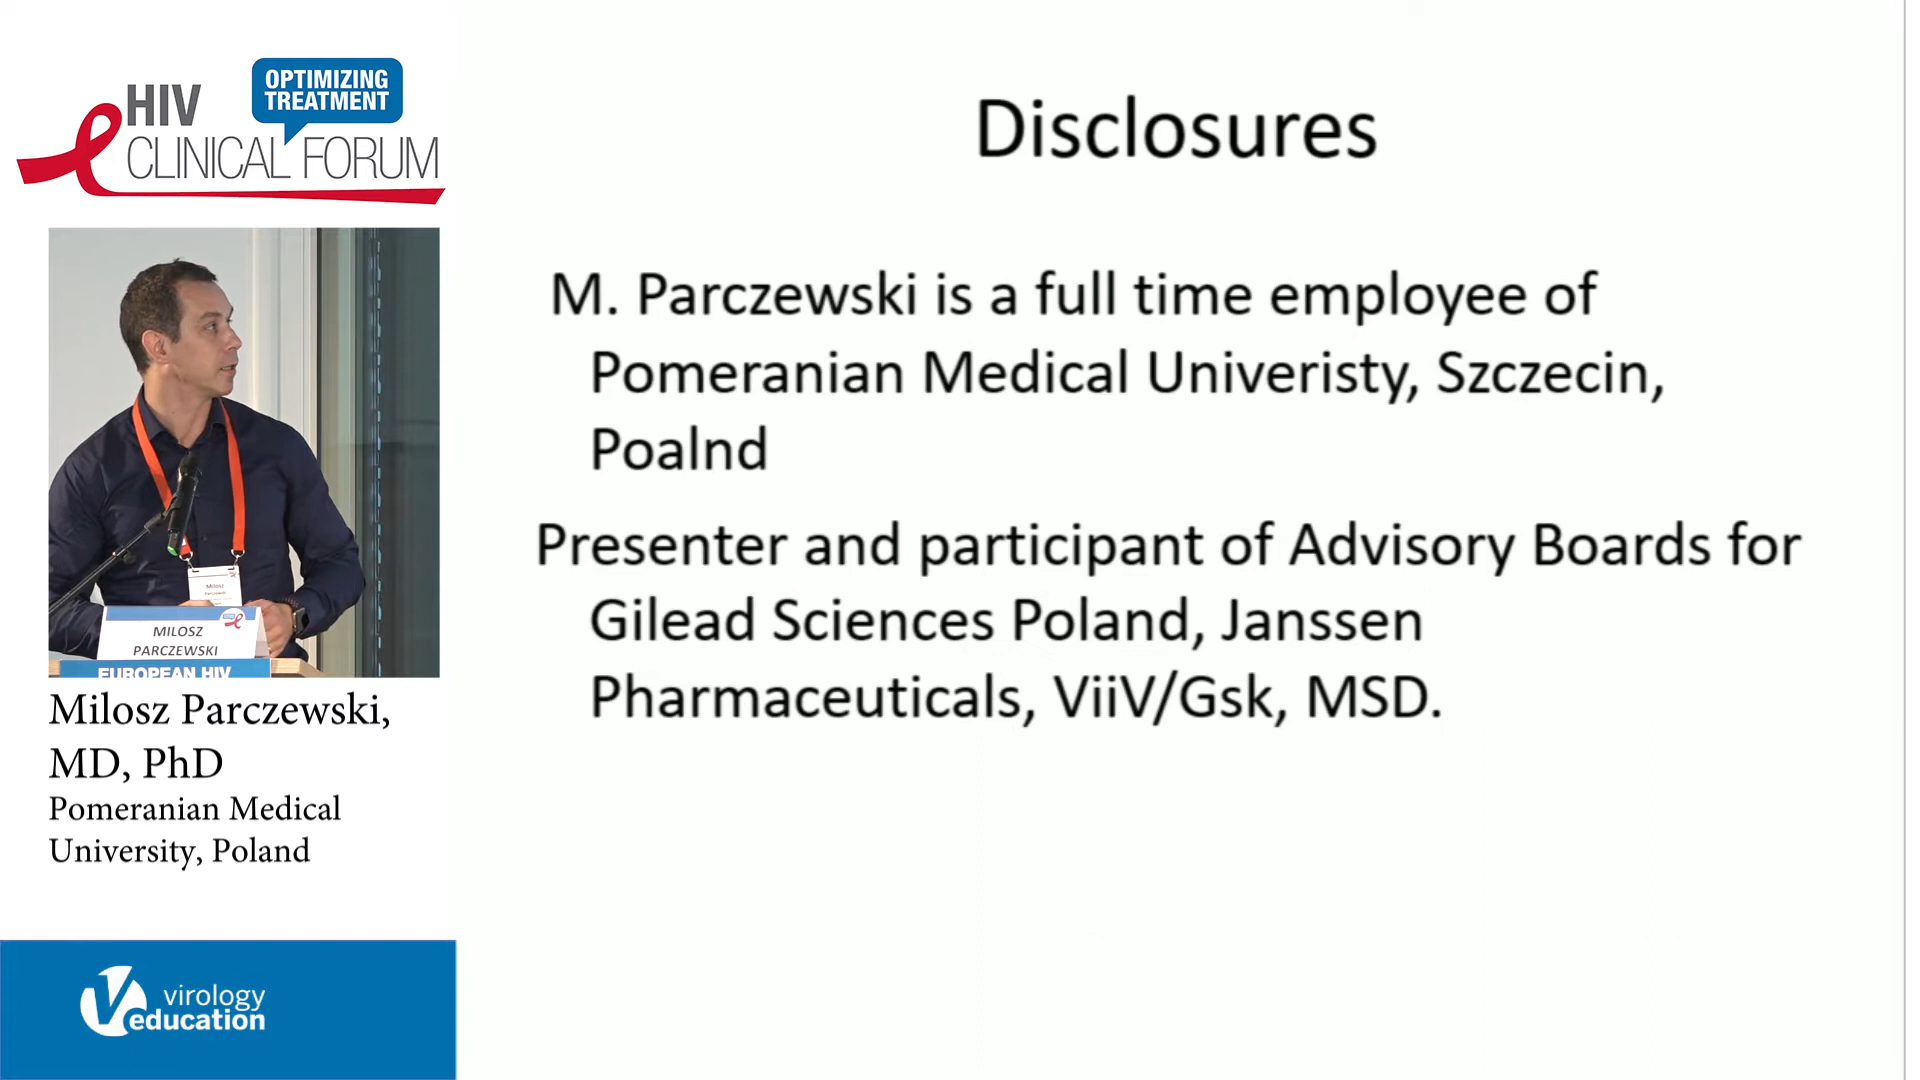 OPTIMIZING
TREATMENT
HIV
CLINICAL FORUM
MILOSZ
PARCZEWSKI
EUROPEAN HIV
Milosz Parczewski,
MD, PhD
Pomeranian Medical
University, Poland
virology
education
Disclosures
M. Parczewski is a full time employee of
Pomeranian Medical Univeristy, Szczecin,
Poalnd
Presenter and participant of Advisory Boards for
Gilead Sciences Poland, Janssen
Pharmaceuticals, ViiV/Gsk, MSD.